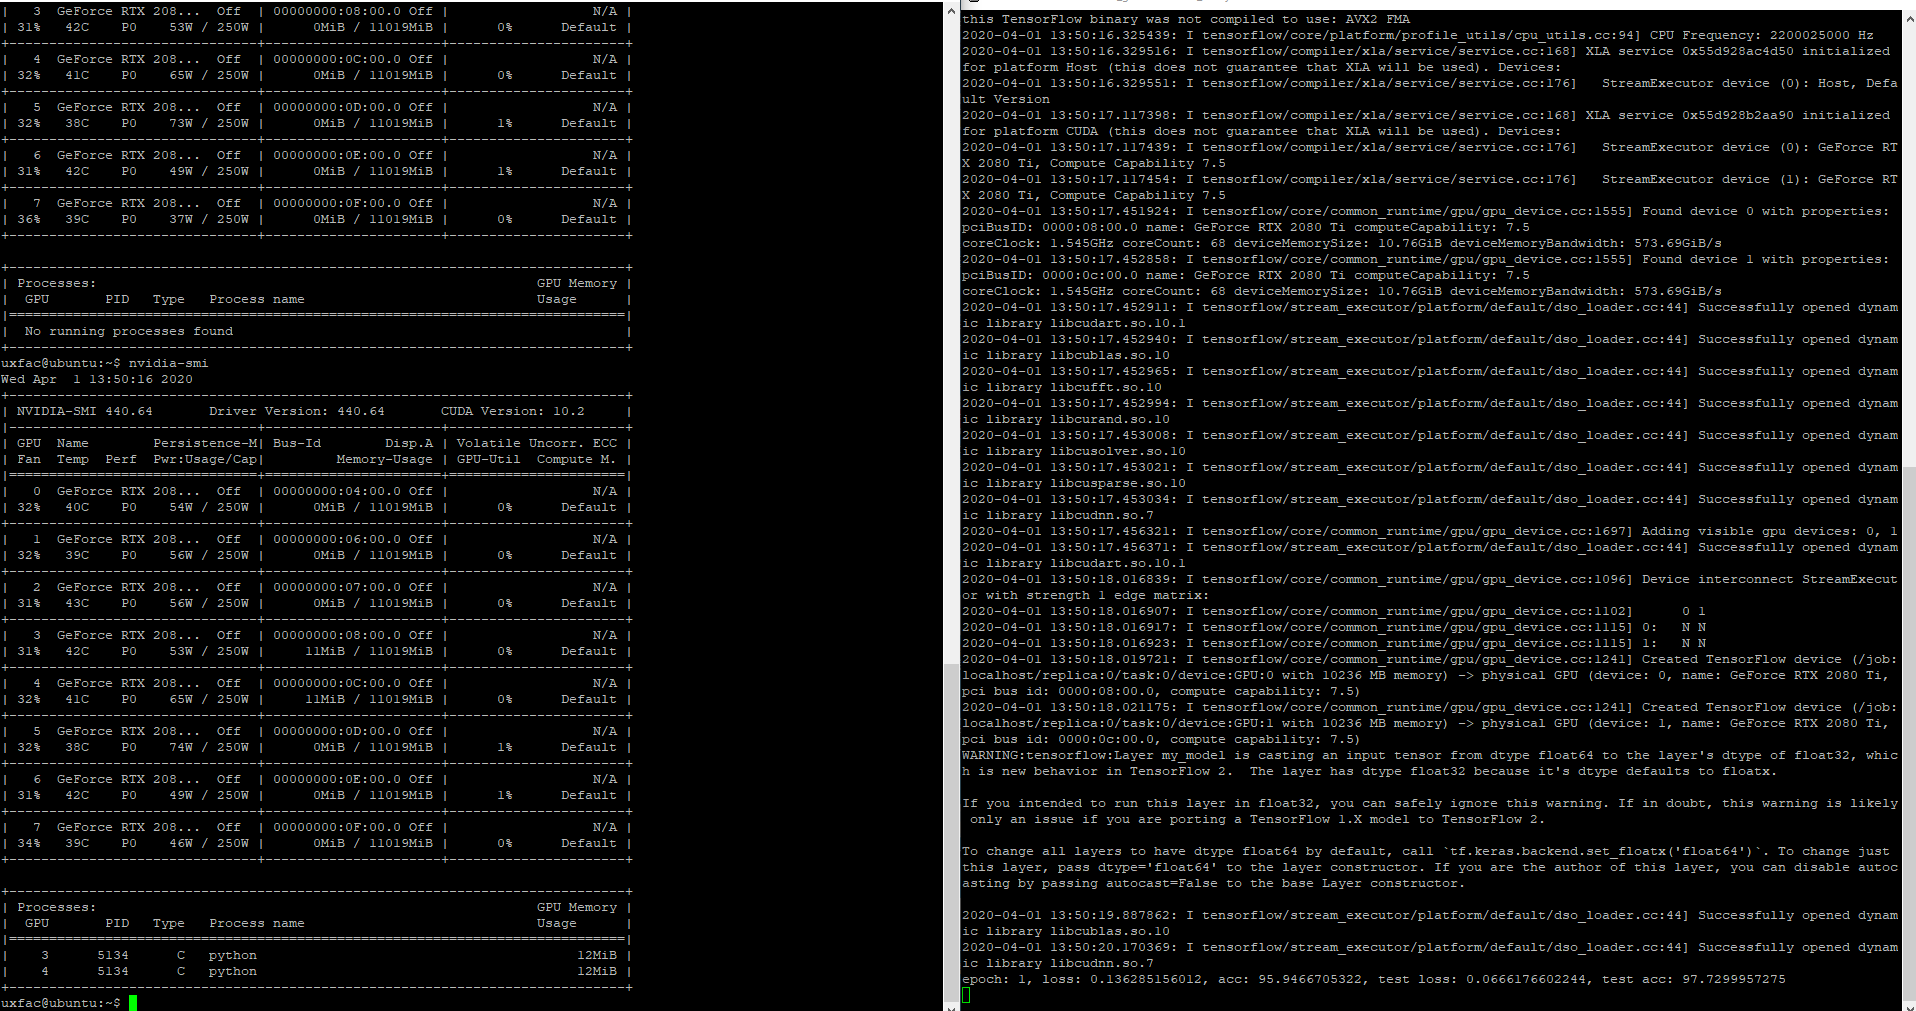 |   3  GeForce RTX 208...  Off  | 00000000:08:00.0 Off |                  N/A |
| 31%   42C    P0    53W / 250W |      0MiB / 11019MiB |      0%      Default |
+-------------------------------+----------------------+----------------------+
|   4  GeForce RTX 208...  Off  | 00000000:0C:00.0 Off |                  N/A |
| 32%   41C    P0    65W / 250W |      0MiB / 11019MiB |      0%      Default |
+-------------------------------+----------------------+----------------------+
|   5  GeForce RTX 208...  Off  | 00000000:0D:00.0 Off |                  N/A |
| 32%   38C    P0    73W / 250W |      0MiB / 11019MiB |      1%      Default |
+-------------------------------+----------------------+----------------------+
|   6  GeForce RTX 208...  Off  | 00000000:0E:00.0 Off |                  N/A |
| 31%   42C    P0    49W / 250W |      0MiB / 11019MiB |      1%      Default |
+-------------------------------+----------------------+----------------------+
|   7  GeForce RTX 208...  Off  | 00000000:0F:00.0 Off |                  N/A |
| 36%   39C    P0    37W / 250W |      0MiB / 11019MiB |      0%      Default |
+-------------------------------+----------------------+----------------------+
+-----------------------------------------------------------------------------+
| Processes:                                                       GPU Memory |
|  GPU       PID   Type   Process name                             Usage      |
|=============================================================================|
|  No running processes found                                                 |
+-----------------------------------------------------------------------------+
uxfac@ubuntu:~$ nvidia-smi
Wed Apr  1 13:50:16 2020
+-----------------------------------------------------------------------------+
| NVIDIA-SMI 440.64       Driver Version: 440.64       CUDA Version: 10.2     |
|-------------------------------+----------------------+----------------------+
| GPU  Name        Persistence-M| Bus-Id        Disp.A | Volatile Uncorr. ECC |
| Fan  Temp  Perf  Pwr:Usage/Cap|         Memory-Usage | GPU-Util  Compute M. |
|===============================+======================+======================|
|   0  GeForce RTX 208...  Off  | 00000000:04:00.0 Off |                  N/A |
| 32%   40C    P0    54W / 250W |      0MiB / 11019MiB |      0%      Default |
+-------------------------------+----------------------+----------------------+
|   1  GeForce RTX 208...  Off  | 00000000:06:00.0 Off |                  N/A |
| 32%   39C    P0    56W / 250W |      0MiB / 11019MiB |      0%      Default |
+-------------------------------+----------------------+----------------------+
|   2  GeForce RTX 208...  Off  | 00000000:07:00.0 Off |                  N/A |
| 31%   43C    P0    56W / 250W |      0MiB / 11019MiB |      0%      Default |
+-------------------------------+----------------------+----------------------+
|   3  GeForce RTX 208...  Off  | 00000000:08:00.0 Off |                  N/A |
| 31%   42C    P0    53W / 250W |     11MiB / 11019MiB |      0%      Default |
+-------------------------------+----------------------+----------------------+
|   4  GeForce RTX 208...  Off  | 00000000:0C:00.0 Off |                  N/A |
| 32%   41C    P0    65W / 250W |     11MiB / 11019MiB |      0%      Default |
+-------------------------------+----------------------+----------------------+
|   5  GeForce RTX 208...  Off  | 00000000:0D:00.0 Off |                  N/A |
| 32%   38C    P0    74W / 250W |      0MiB / 11019MiB |      1%      Default |
+-------------------------------+----------------------+----------------------+
|   6  GeForce RTX 208...  Off  | 00000000:0E:00.0 Off |                  N/A |
| 31%   42C    P0    49W / 250W |      0MiB / 11019MiB |      1%      Default |
+-------------------------------+----------------------+----------------------+
|   7  GeForce RTX 208...  Off  | 00000000:0F:00.0 Off |                  N/A |
| 34%   39C    P0    46W / 250W |      0MiB / 11019MiB |      0%      Default |
+-------------------------------+----------------------+----------------------+
+-----------------------------------------------------------------------------+
| Processes:                                                       GPU Memory |
|  GPU       PID   Type   Process name                             Usage      |
|=============================================================================|
|    3      5134      C   python                                        12MiB |
|    4      5134      C   python                                        12MiB |
+-----------------------------------------------------------------------------+
uxfac@ubuntu:~$
this TensorFlow binary was not compiled to use: AVX2 FMA
2020-04-01 13:50:16.325439: I tensorflow/core/platform/profile_utils/cpu_utils.cc:94] CPU Frequency: 2200025000 Hz
2020-04-01 13:50:16.329516: I tensorflow/compiler/xla/service/service.cc:168] XLA service 0x55d928ac4d50 initialized
for platform Host (this does not guarantee that XLA will be used). Devices:
2020-04-01 13:50:16.329551: I tensorflow/compiler/xla/service/service.cc:176]   StreamExecutor device (0): Host, Defa
ult Version
2020-04-01 13:50:17.117398: I tensorflow/compiler/xla/service/service.cc:168] XLA service 0x55d928b2aa90 initialized
for platform CUDA (this does not guarantee that XLA will be used). Devices:
2020-04-01 13:50:17.117439: I tensorflow/compiler/xla/service/service.cc:176]   StreamExecutor device (0): GeForce RT
X 2080 Ti, Compute Capability 7.5
2020-04-01 13:50:17.117454: I tensorflow/compiler/xla/service/service.cc:176]   StreamExecutor device (1): GeForce RT
X 2080 Ti, Compute Capability 7.5
2020-04-01 13:50:17.451924: I tensorflow/core/common_runtime/gpu/gpu_device.cc:1555] Found device 0 with properties:
pciBusID: 0000:08:00.0 name: GeForce RTX 2080 Ti computeCapability: 7.5
coreClock: 1.545GHz coreCount: 68 deviceMemorySize: 10.76GiB deviceMemoryBandwidth: 573.69GiB/s
2020-04-01 13:50:17.452858: I tensorflow/core/common_runtime/gpu/gpu_device.cc:1555] Found device 1 with properties:
pciBusID: 0000:0c:00.0 name: GeForce RTX 2080 Ti computeCapability: 7.5
coreClock: 1.545GHz coreCount: 68 deviceMemorySize: 10.76GiB deviceMemoryBandwidth: 573.69GiB/s
2020-04-01 13:50:17.452911: I tensorflow/stream_executor/platform/default/dso_loader.cc:44] Successfully opened dynam
ic library libcudart.so.10.1
2020-04-01 13:50:17.452940: I tensorflow/stream_executor/platform/default/dso_loader.cc:44] Successfully opened dynam
ic library libcublas.so.10
2020-04-01 13:50:17.452965: I tensorflow/stream_executor/platform/default/dso_loader.cc:44] Successfully opened dynam
ic library libcufft.so.10
2020-04-01 13:50:17.452994: I tensorflow/stream_executor/platform/default/dso_loader.cc:44] Successfully opened dynam
ic library libcurand.so.10
2020-04-01 13:50:17.453008: I tensorflow/stream_executor/platform/default/dso_loader.cc:44] Successfully opened dynam
ic library libcusolver.so.10
2020-04-01 13:50:17.453021: I tensorflow/stream_executor/platform/default/dso_loader.cc:44] Successfully opened dynam
ic library libcusparse.so.10
2020-04-01 13:50:17.453034: I tensorflow/stream_executor/platform/default/dso_loader.cc:44] Successfully opened dynam
ic library libcudnn.so.7
2020-04-01 13:50:17.456321: I tensorflow/core/common_runtime/gpu/gpu_device.cc:1697] Adding visible gpu devices: 0, 1
2020-04-01 13:50:17.456371: I tensorflow/stream_executor/platform/default/dso_loader.cc:44] Successfully opened dynam
ic library libcudart.so.10.1
2020-04-01 13:50:18.016839: I tensorflow/core/common_runtime/gpu/gpu_device.cc:1096] Device interconnect StreamExecut
or with strength 1 edge matrix:
2020-04-01 13:50:18.016907: I tensorflow/core/common_runtime/gpu/gpu_device.cc:1102]      0 1
2020-04-01 13:50:18.016917: I tensorflow/core/common_runtime/gpu/gpu_device.cc:1115] 0:   N N
2020-04-01 13:50:18.016923: I tensorflow/core/common_runtime/gpu/gpu_device.cc:1115] 1:   N N
2020-04-01 13:50:18.019721: I tensorflow/core/common_runtime/gpu/gpu_device.cc:1241] Created TensorFlow device (/job:
localhost/replica:0/task:0/device:GPU:0 with 10236 MB memory) -> physical GPU (device: 0, name: GeForce RTX 2080 Ti,
pci bus id: 0000:08:00.0, compute capability: 7.5)
2020-04-01 13:50:18.021175: I tensorflow/core/common_runtime/gpu/gpu_device.cc:1241] Created TensorFlow device (/job:
localhost/replica:0/task:0/device:GPU:1 with 10236 MB memory) -> physical GPU (device: 1, name: GeForce RTX 2080 Ti,
pci bus id: 0000:0c:00.0, compute capability: 7.5)
WARNING:tensorflow:Layer my_model is casting an input tensor from dtype float64 to the layer's dtype of float32, whic
h is new behavior in TensorFlow 2.  The layer has dtype float32 because it's dtype defaults to floatx.
If you intended to run this layer in float32, you can safely ignore this warning. If in doubt, this warning is likely
only an issue if you are porting a TensorFlow 1.X model to TensorFlow 2.
To change all layers to have dtype float64 by default, call `tf.keras.backend.set_floatx('float64')`. To change just
this layer, pass dtype='float64' to the layer constructor. If you are the author of this layer, you can disable autoc
asting by passing autocast=False to the base Layer constructor.
2020-04-01 13:50:19.887862: I tensorflow/stream_executor/platform/default/dso_loader.cc:44] Successfully opened dynam
ic library libcublas.so.10
2020-04-01 13:50:20.170369: I tensorflow/stream_executor/platform/default/dso_loader.cc:44] Successfully opened dynam
ic library libcudnn.so.7
epoch: 1, loss: 0.136285156012, acc: 95.9466705322, test loss: 0.0666176602244, test acc: 97.7299957275